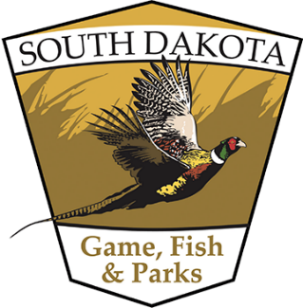 SOUTH DAKOTA
Game, Fish
& Parks